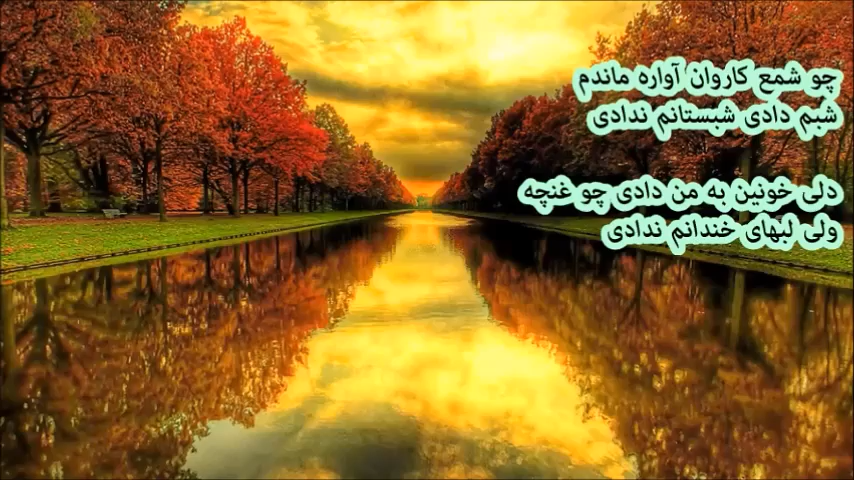 چو شمع کاروان آواره ماندم
شبم دادی شبستانم ندادی
دلی خونین به من دادی چو غنچه
ولی لبهای خندانم ندادی